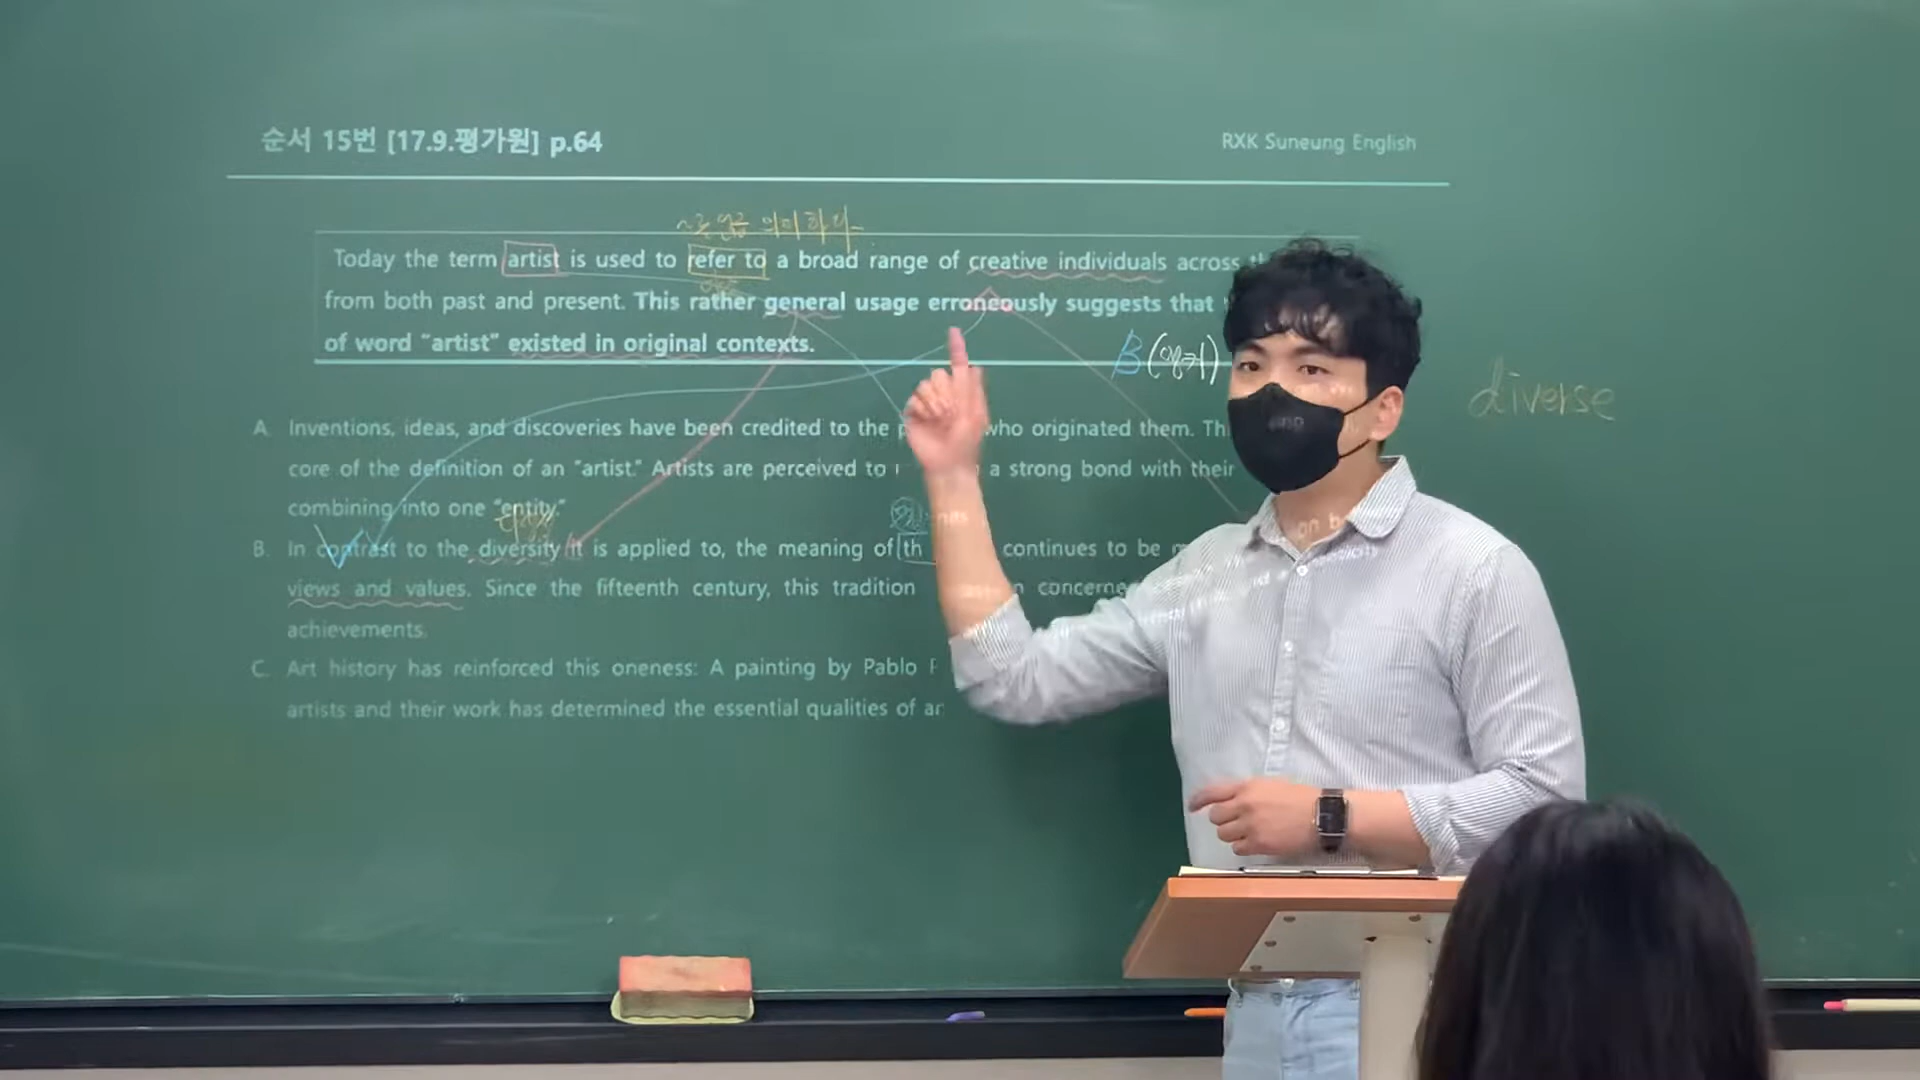 순서 15번 [17.9.평가원] p.64
RXK Suneung English
의미하다
Today the term artist is used to refer to a broad range of creative individuals across
from both past and present. This rather general usage erroneously suggests that
of word “artist” existed in original contexts.
B
diverse
A. Inventions, ideas, and discoveries have been credited to the who originated them.
core of the definition of an “artist.” Artists are perceived to a strong bond with their
combining into one “entity.”
B. In contrast to the diversity it is applied to, the meaning of continues to be
views and values. Since the fifteenth century, this tradition
achievements.
C. Art history has reinforced this oneness: A painting by Pablo
artists and their work has determined the essential qualities of